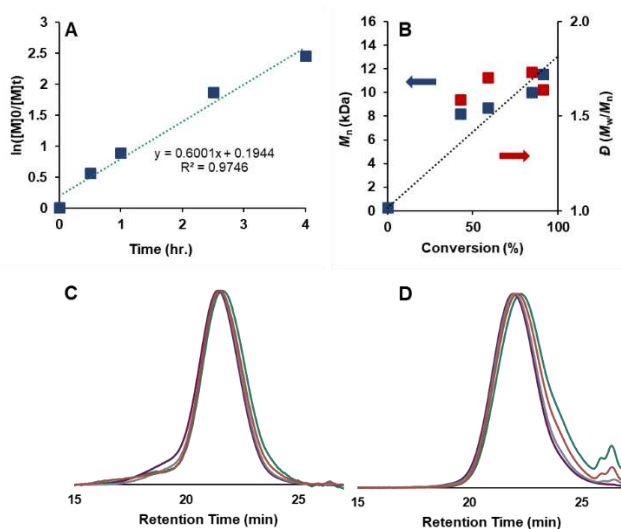 A
3
2.5
2
1.5
1
0.5
0
ln([M]0/[M]t)
y = 0.6001x + 0.1944
R² = 0.9746
0 1 2 3 4
Time (hr.)
B
16
14
12
10
8
6
4
2
0
Mn (kDa)
2.0
1.5
1.0
Đ (Mw/Mn)
0 50 100
Conversion (%)
C
15 20 25
Retention Time (min)
D
15 20 25
Retention Time (min)